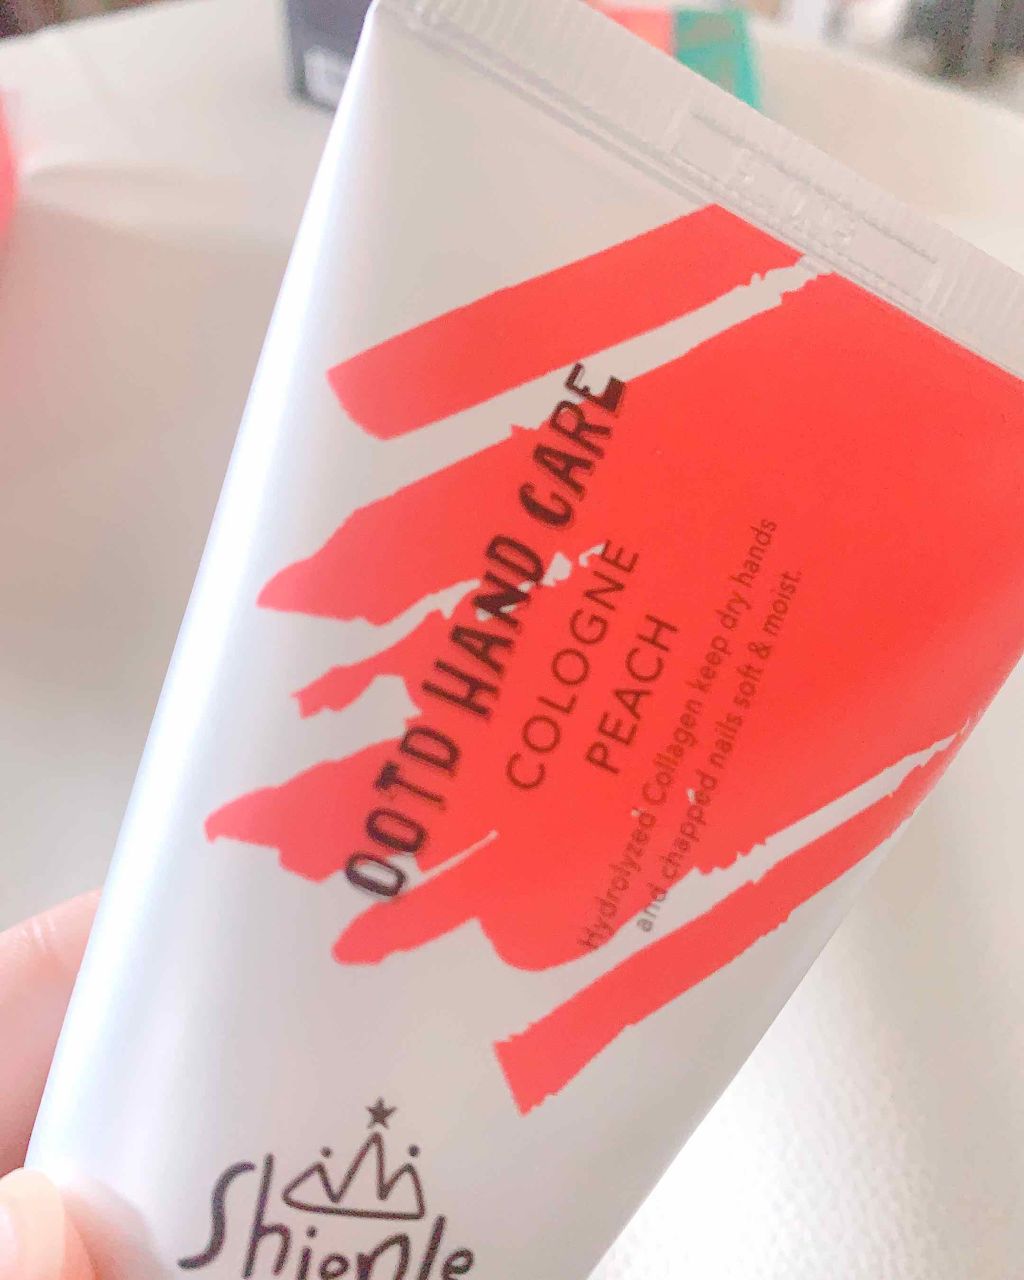 OOTD HAND CARE
COLOGNE
PEACH
Hydrolyzed Collagen keep dry hands
and chapped nails soft & moist.
Shienle